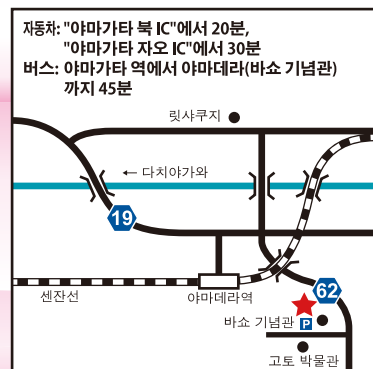 자동차: "야마가타 북 IC"에서 20분,
"야마가타 자오 IC"에서 30분
버스: 야마가타 역에서 야마데라(바쇼 기념관)
까지 45분
릿샤쿠지
← 다치야가와
19
센잔선
야마데라역
62
바쇼 기념관
P
고토 박물관